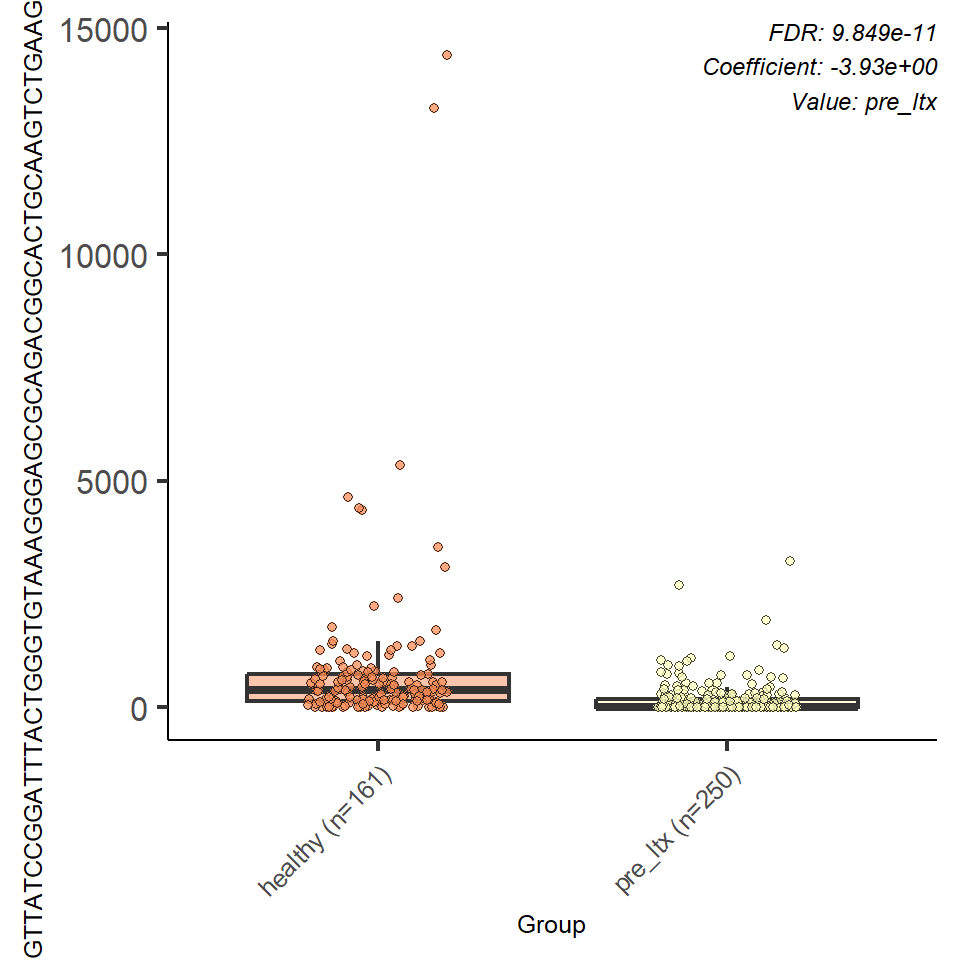 FDR: 9.849e-11
Coefficient: -3.93e+00
Value: pre_ltx
15000
10000
5000
0
GTTATCCGGATTTACTGGGTGTAAAGGGAGCGCAGACGGCACTGCAAGTCTGAAG
healthy (n=161)
pre_ltx (n=250)
Group